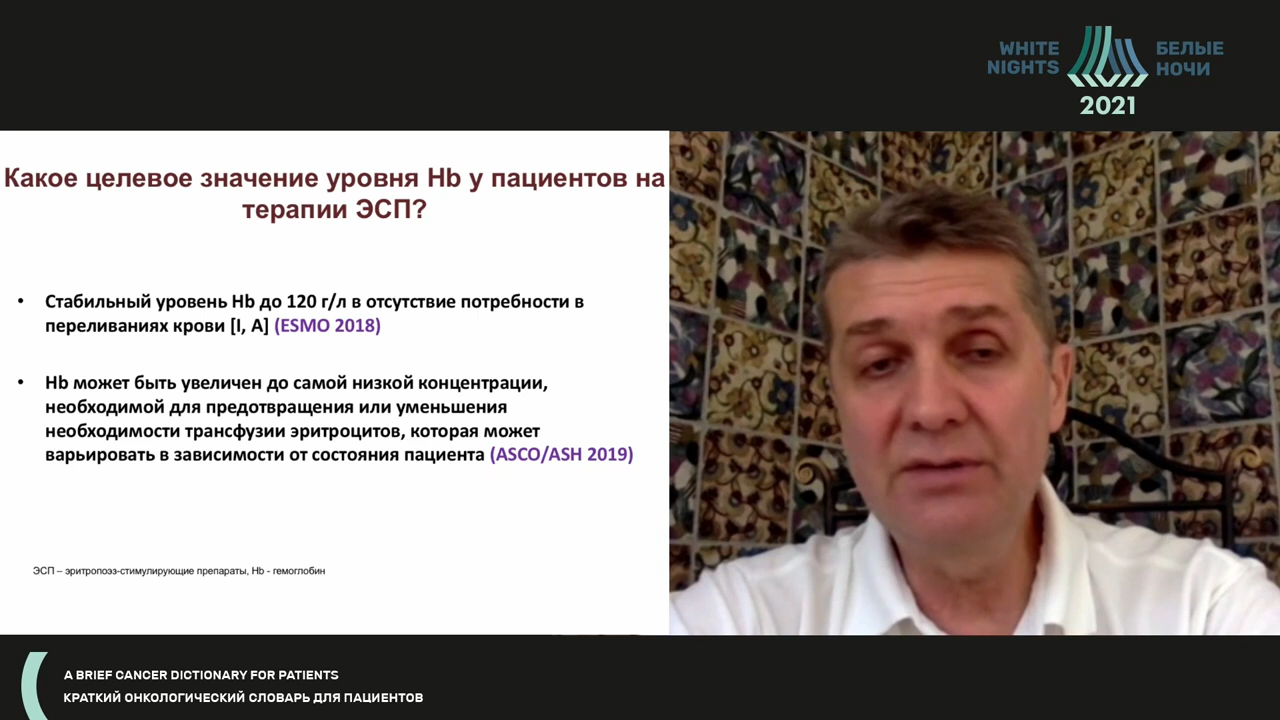 WHITE
NIGHTS
БЕЛЫЕ
НОЧИ
2021
Какое целевое значение уровня Hb у пациентов на
терапии ЭСП?
• Стабильный уровень Hb до 120 г/л в отсутствие потребности в
переливаниях крови [I, A] (ESMO 2018)
• Hb может быть увеличен до самой низкой концентрации,
необходимой для предотвращения или уменьшения
необходимости трансфузии эритроцитов, которая может
варьировать в зависимости от состояния пациента (ASCO/ASH 2019)
ЭСП – эритропоэз-стимулирующие препараты, Hb - гемоглобин
A BRIEF CANCER DICTIONARY FOR PATIENTS
КРАТКИЙ ОНКОЛОГИЧЕСКИЙ СЛОВАРЬ ДЛЯ ПАЦИЕНТОВ